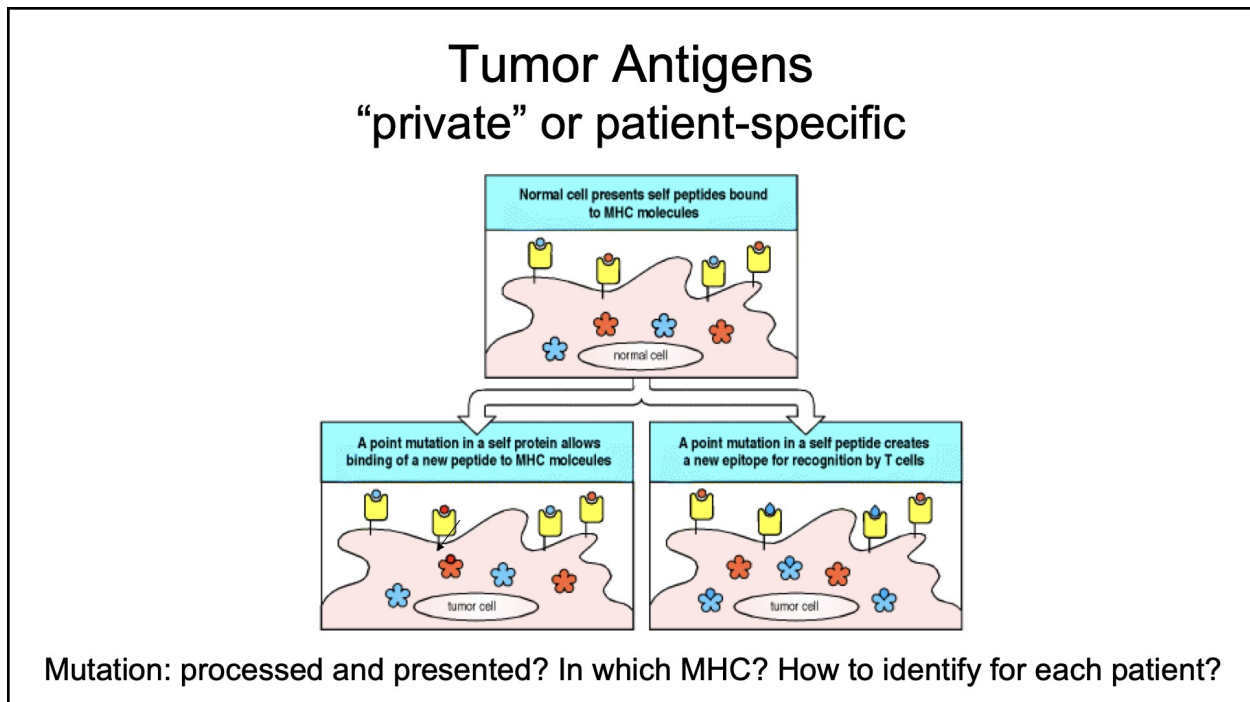 Tumor Antigens
“private” or patient-specific
Normal cell presents self peptides bound
to MHC molecules
normal cell
A point mutation in a self protein allows
binding of a new peptide to MHC molceules
tumor cell
A point mutation in a self peptide creates
a new epitope for recognition by T cells
tumor cell
Mutation: processed and presented? In which MHC? How to identify for each patient?